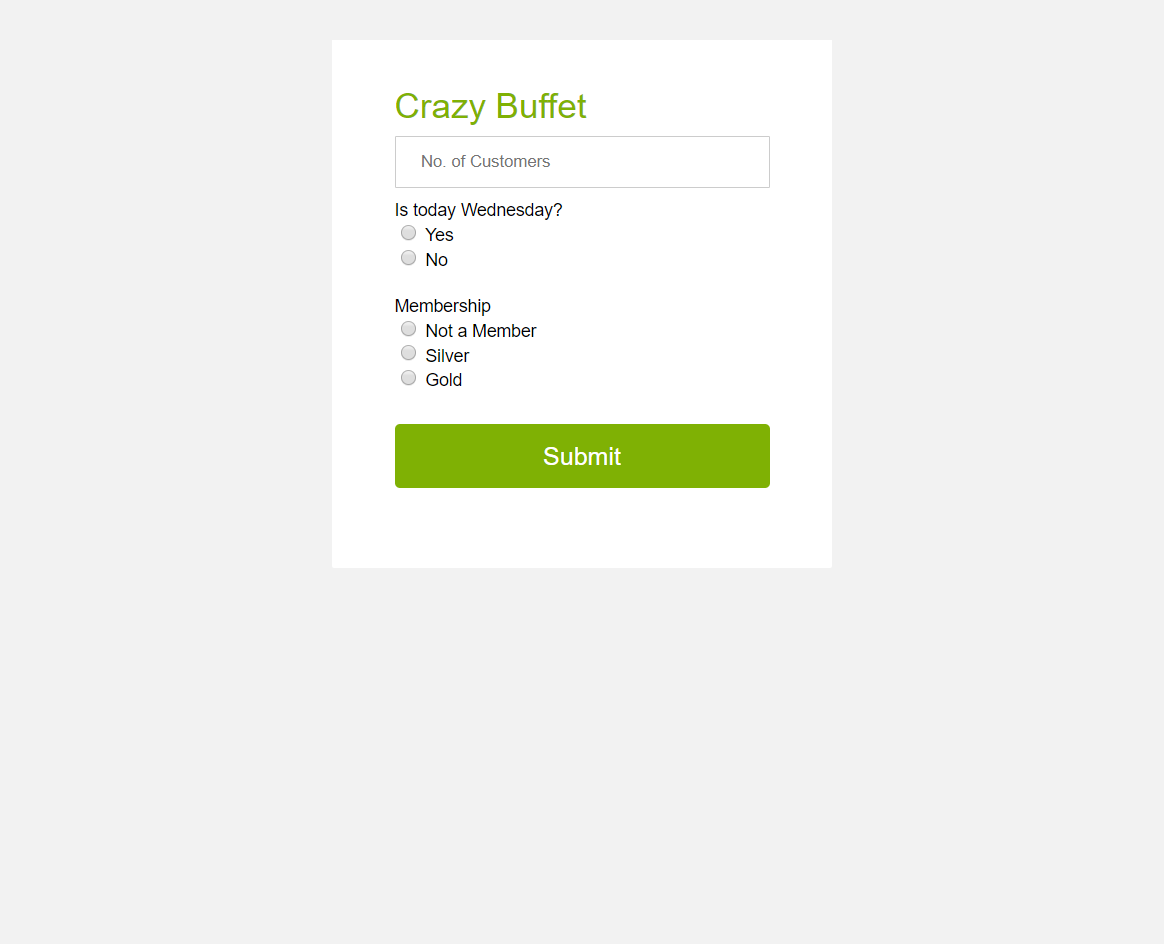 Crazy Buffet
No. of Customers
Is today Wednesday?
Yes
No
Membership
Not a Member
Silver
Gold
Submit